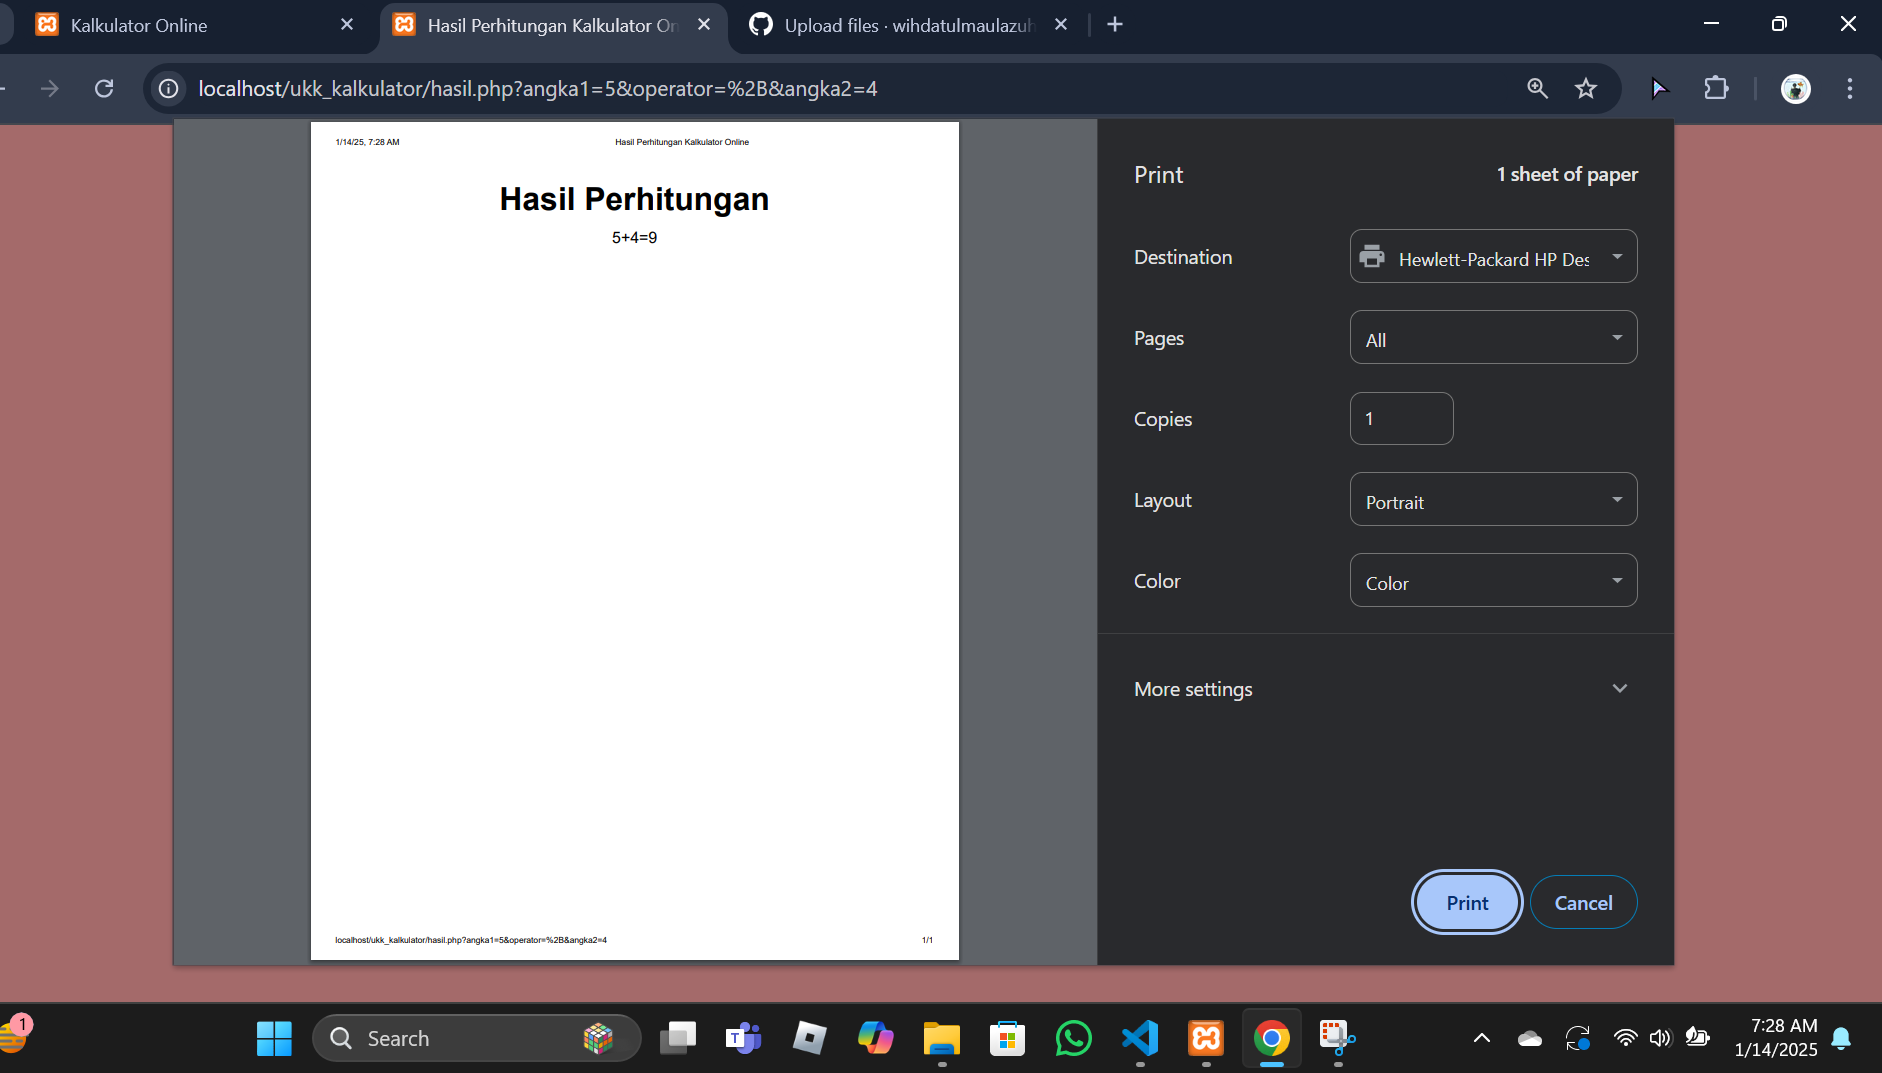 Kalkulator Online
Hasil Perhitungan Kalkulator On
Upload files · wihdatulmaulazuh
localhost/ukk_kalkulator/hasil.php?angka1=5&operator=%2B&angka2=4
1/14/25, 7:28 AM
Hasil Perhitungan Kalkulator Online
Hasil Perhitungan
5+4=9
localhost/ukk_kalkulator/hasil.php?angka1=5&operator=%2B&angka2=4
1/1
Print
1 sheet of paper
Destination
Hewlett-Packard HP Des
Pages
All
Copies
1
Layout
Portrait
Color
Color
More settings
Print
Cancel
1
Search
7:28 AM
1/14/2025